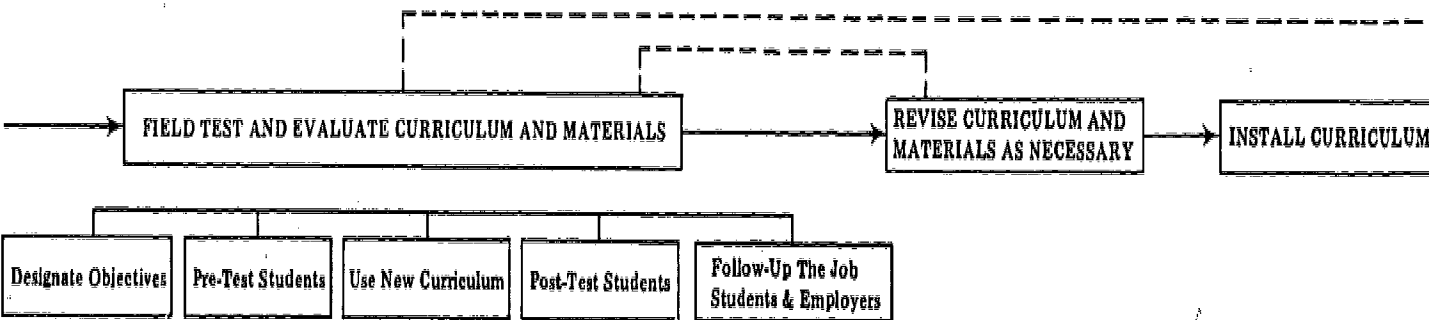 FIELD TEST AND EVALUATE CURRICULUM AND MATERIALS
REVISE CURRICULUM AND
MATERIALS AS NECESSARY
INSTALL CURRICULUM
Designate Objectives
Pre-Test Students
Use New Curriculum
Post-Test Students
Follow-Up The Job
Students & Employers